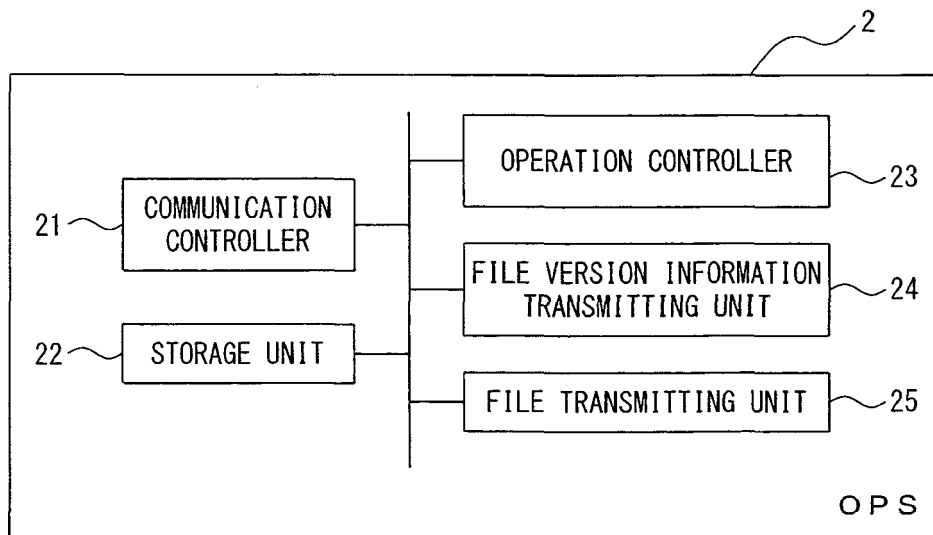 2
OPERATION CONTROLLER
23
21
COMMUNICATION
CONTROLLER
FILE VERSION INFORMATION
TRANSMITTING UNIT
24
22
STORAGE UNIT
FILE TRANSMITTING UNIT
25
OPS